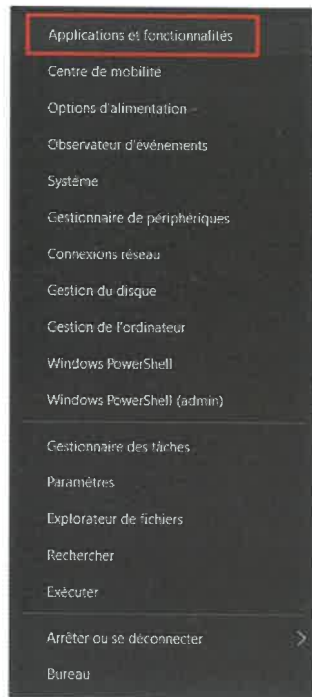 Applications et fonctionnalités
Centre de mobilité
Options d'alimentation
Observateur d'événements
Système
Gestionnaire de périphériques
Connexions réseau
Gestion du disque
Gestion de l'ordinateur
Windows PowerShell
Windows PowerShell (admin)
Gestionnaire des tâches
Paramètres
Explorateur de fichiers
Rechercher
Exécuter
Arrêter ou se déconnecter
Bureau